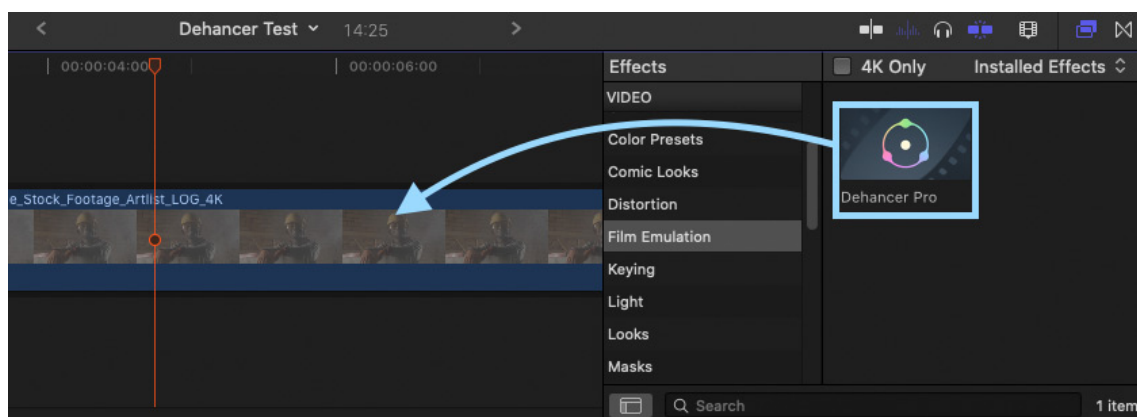 Dehancer Test 14:25
00:00:04:00 00:00:06:00
Effects 4K Only Installed Effects
VIDEO
Color Presets
Comic Looks
Distortion
Film Emulation
Keying
Light
Looks
Masks
Dehancer Pro
e_Stock_Footage_Artlist_LOG_4K
Search 1 item